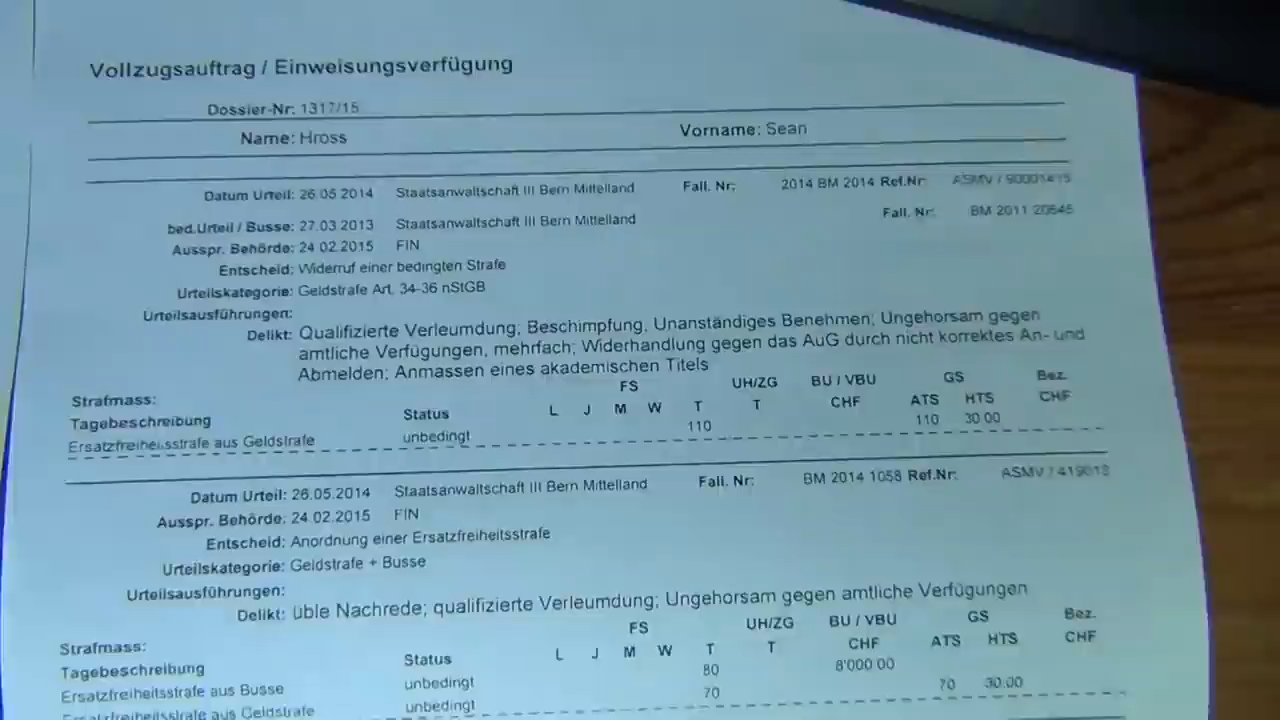 Vollzugsauftrag / Einweisungsverfügung
Dossier-Nr: 1317/15
Name: Hross Vorname: Sean
Datum Urteil: 26.05.2014 Staatsanwaltschaft III Bern Mittelland Fall. Nr: 2014 BM 2014 Ref.Nr: ASMV / 90001415
bed.Urteil / Busse: 27.03.2013 Staatsanwaltschaft III Bern Mittelland Fall. Nr: BM 2011 20545
Ausspr. Behörde: 24.02.2015 FIN
Entscheid: Widerruf einer bedingten Strafe
Urteilskategorie: Geldstrafe Art. 34-36 nStGB
Urteilsausführungen:
Delikt: Qualifizierte Verleumdung; Beschimpfung, Unanständiges Benehmen; Ungehorsam gegen
amtliche Verfügungen, mehrfach; Widerhandlung gegen das AuG durch nicht korrektes An- und
Abmelden; Anmassen eines akademischen Titels
Strafmass: FS UH/ZG BU / VBU GS Bez.
Tagebeschreibung Status L J M W T T CHF ATS HTS CHF
Ersatzfreiheitsstrafe aus Geldstrafe unbedingt 110 110 30.00
Datum Urteil: 26.05.2014 Staatsanwaltschaft III Bern Mittelland Fall. Nr: BM 2014 1058 Ref.Nr: ASMV / 419013
Ausspr. Behörde: 24.02.2015 FIN
Entscheid: Anordnung einer Ersatzfreiheitsstrafe
Urteilskategorie: Geldstrafe + Busse
Urteilsausführungen:
Delikt: üble Nachrede; qualifizierte Verleumdung; Ungehorsam gegen amtliche Verfügungen
Strafmass: FS UH/ZG BU / VBU GS Bez.
Tagebeschreibung Status L J M W T T CHF ATS HTS CHF
Ersatzfreiheitsstrafe aus Busse unbedingt 80 8'000.00
Ersatzfreiheitsstrafe aus Geldstrafe unbedingt 70 70 30.00